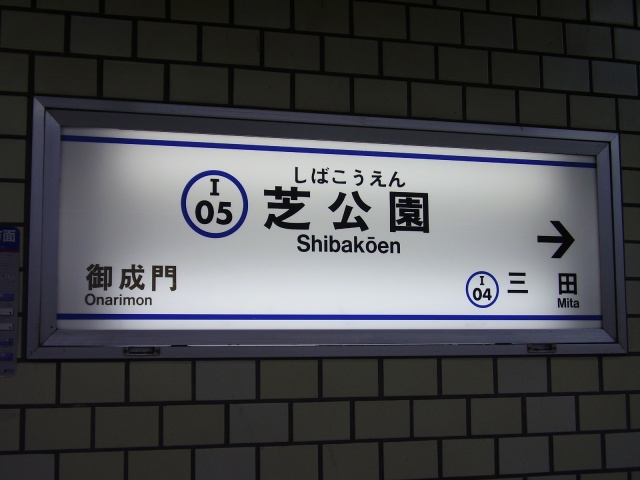 しばこうえん
I
05
芝公園
Shibakōen
御成門
Onarimon
I
04
三田
Mita